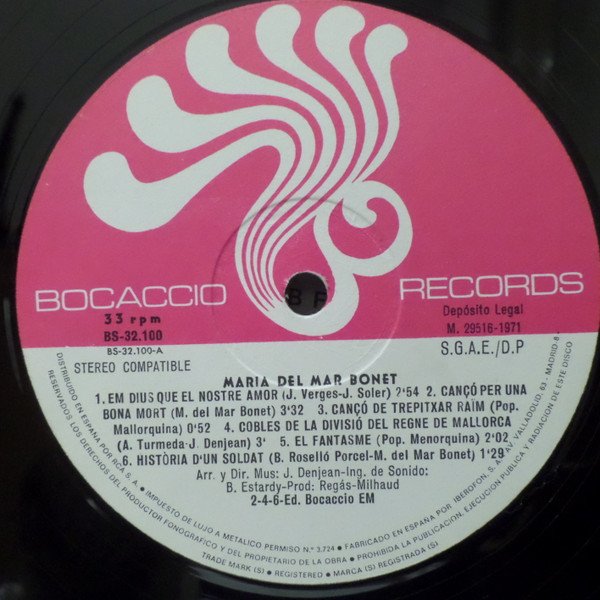 BOCACCIO RECORDS
33 rpm
BS-32.100
BS-32.100-A
Depósito Legal
M. 29516-1971
STEREO COMPATIBLE
S.G.A.E./D.P
MARIA DEL MAR BONET
1. EM DIUS QUE EL NOSTRE AMOR (J. Verges-J. Soler) 2'54 2. CANÇÓ PER UNA
BONA MORT (M. del Mar Bonet) 3'32 3. CANÇÓ DE TREPITXAR RAÏM (Pop.
Mallorquina) 0'52 4. COBLES DE LA DIVISIÓ DEL REGNE DE MALLORCA
(A. Turmeda-J. Denjean) 3' 5. EL FANTASME (Pop. Menorquina) 2'02
6. HISTÒRIA D'UN SOLDAT (B. Roselló Porcel-M. del Mar Bonet) 1'29
Arr. y Dir. Mus: J. Denjean-Ing. de Sonido:
B. Estardy-Prod: Regás-Milhaud
2-4-6-Ed. Bocaccio EM
DISTRIBUIDO EN ESPAÑA POR RCA S. A. • IMPUESTO DE LUJO A METALICO PERMISO N.° 3.724 • FABRICADO EN ESPAÑA POR IBEROFON, S. A. AV. VALLADOLID, 63 - MADRID-8
RESERVADOS LOS DERECHOS DEL PRODUCTOR FONOGRAFICO Y DEL PROPIETARIO DE LA OBRA • PROHIBIDA LA PUBLICACION, EJECUCION PUBLICA Y RADIACION DE ESTE DISCO
TRADE MARK (S) • REGISTERED • MARCA (S) REGISTRADA (S)